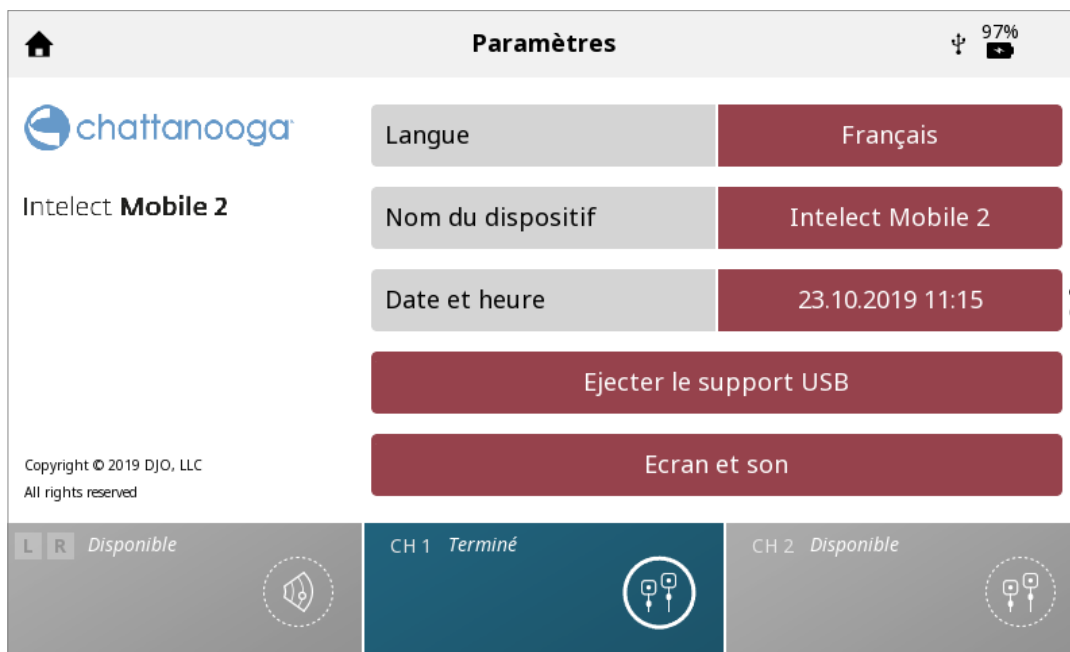 Paramètres
97%
chattanooga
Intelect Mobile 2
Langue
Français
Nom du dispositif
Intelect Mobile 2
Date et heure
23.10.2019 11:15
Ejecter le support USB
Ecran et son
Copyright © 2019 DJO, LLC
All rights reserved
L R Disponible
CH 1 Terminé
CH 2 Disponible